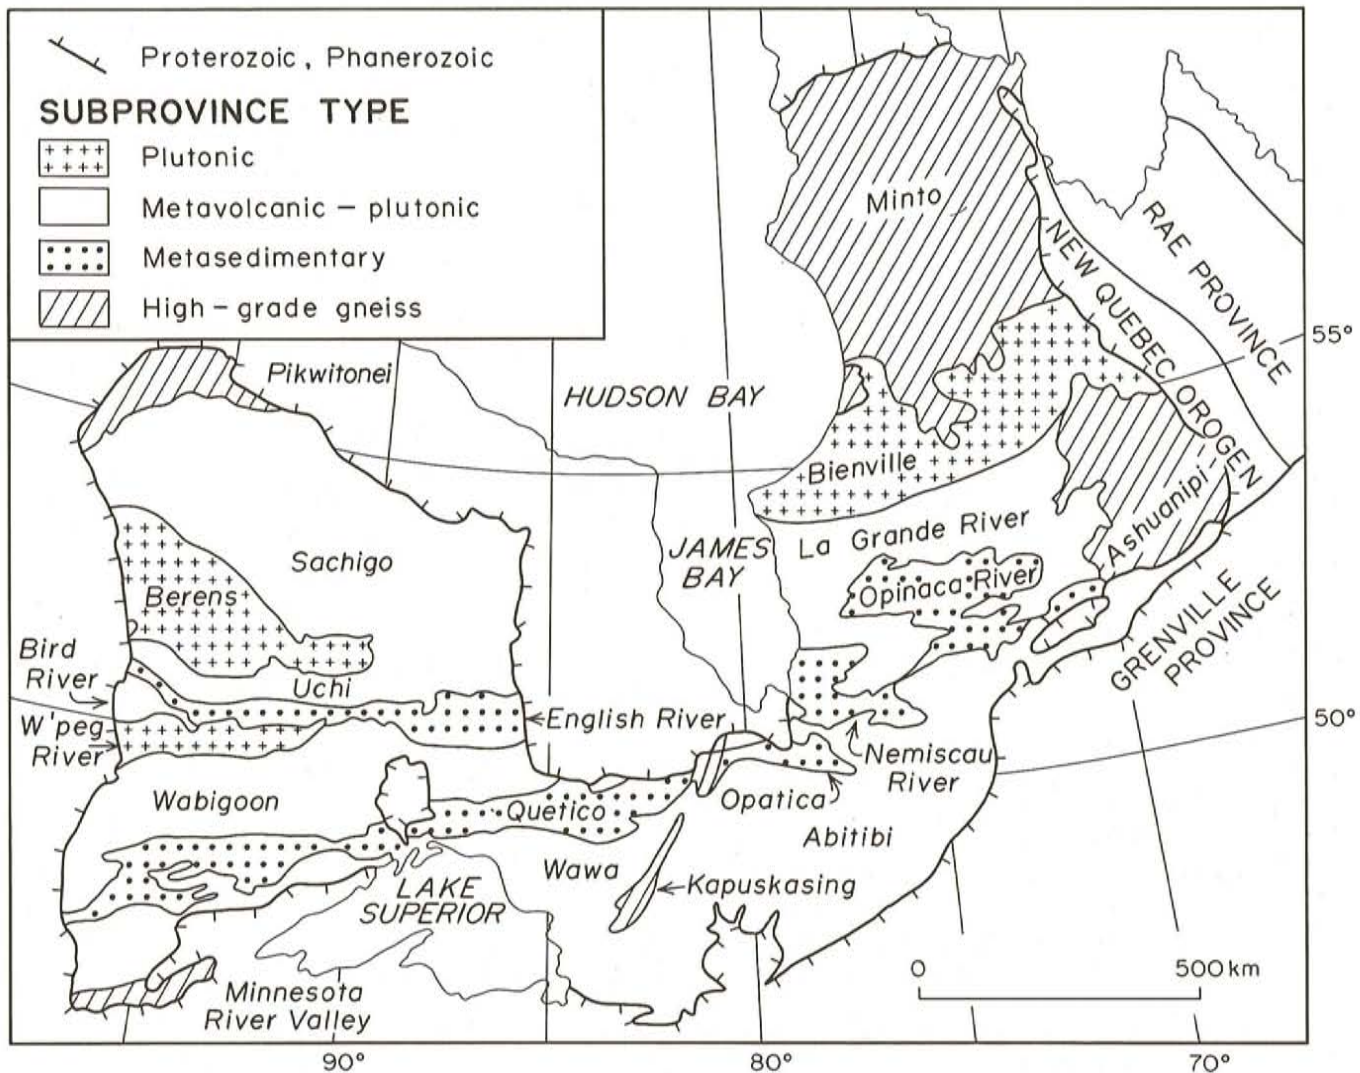 Proterozoic, Phanerozoic
SUBPROVINCE TYPE
Plutonic
Metavolcanic – plutonic
Metasedimentary
High – grade gneiss
Minto
RAE PROVINCE
NEW QUEBEC OROGEN
55°
Pikwitonei
HUDSON BAY
Bienville
Ashuanipi
La Grande River
JAMES
BAY
Sachigo
Opinaca River
Berens
GRENVILLE
PROVINCE
Bird
River
Uchi
English River
50°
W'peg
River
Nemiscau
River
Opatica
Wabigoon
Quetico
Abitibi
Wawa
Kapuskasing
LAKE
SUPERIOR
0
500 km
Minnesota
River Valley
90°
80°
70°